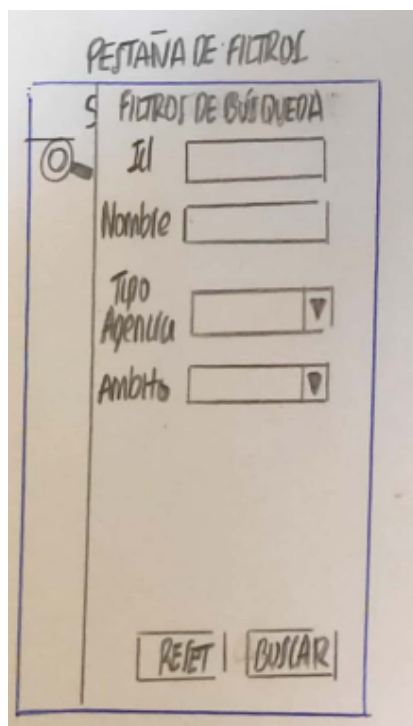 PESTAÑA DE FILTROS
S
FILTROS DE BÚSQUEDA
Id
Nombre
Tipo
Agencia
Ambito
RESET
BUSCAR